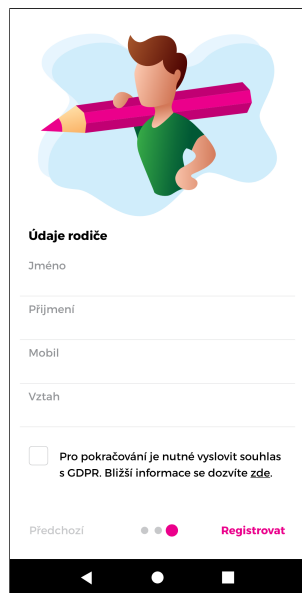 Údaje rodiče
Jméno
Přijmení
Mobil
Vztah
Pro pokračování je nutné vyslovit souhlas
s GDPR. Bližší informace se dozvíte zde.
Předchozí
Registrovat